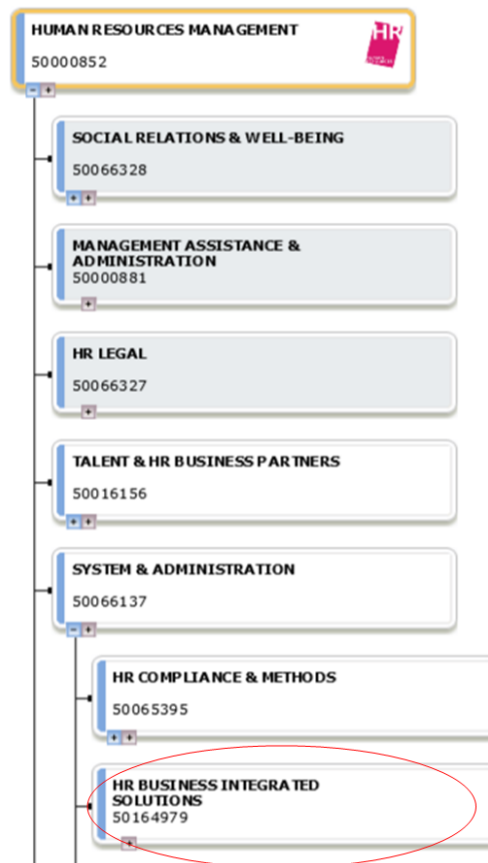 HUMAN RESOURCES MANAGEMENT
HR
50000852
SOCIAL RELATIONS & WELL-BEING
50066328
MANAGEMENT ASSISTANCE &
ADMINISTRATION
50000881
HR LEGAL
50066327
TALENT & HR BUSINESS PARTNERS
50016156
SYSTEM & ADMINISTRATION
50066137
HR COMPLIANCE & METHODS
50065395
HR BUSINESS INTEGRATED
SOLUTIONS
50164979